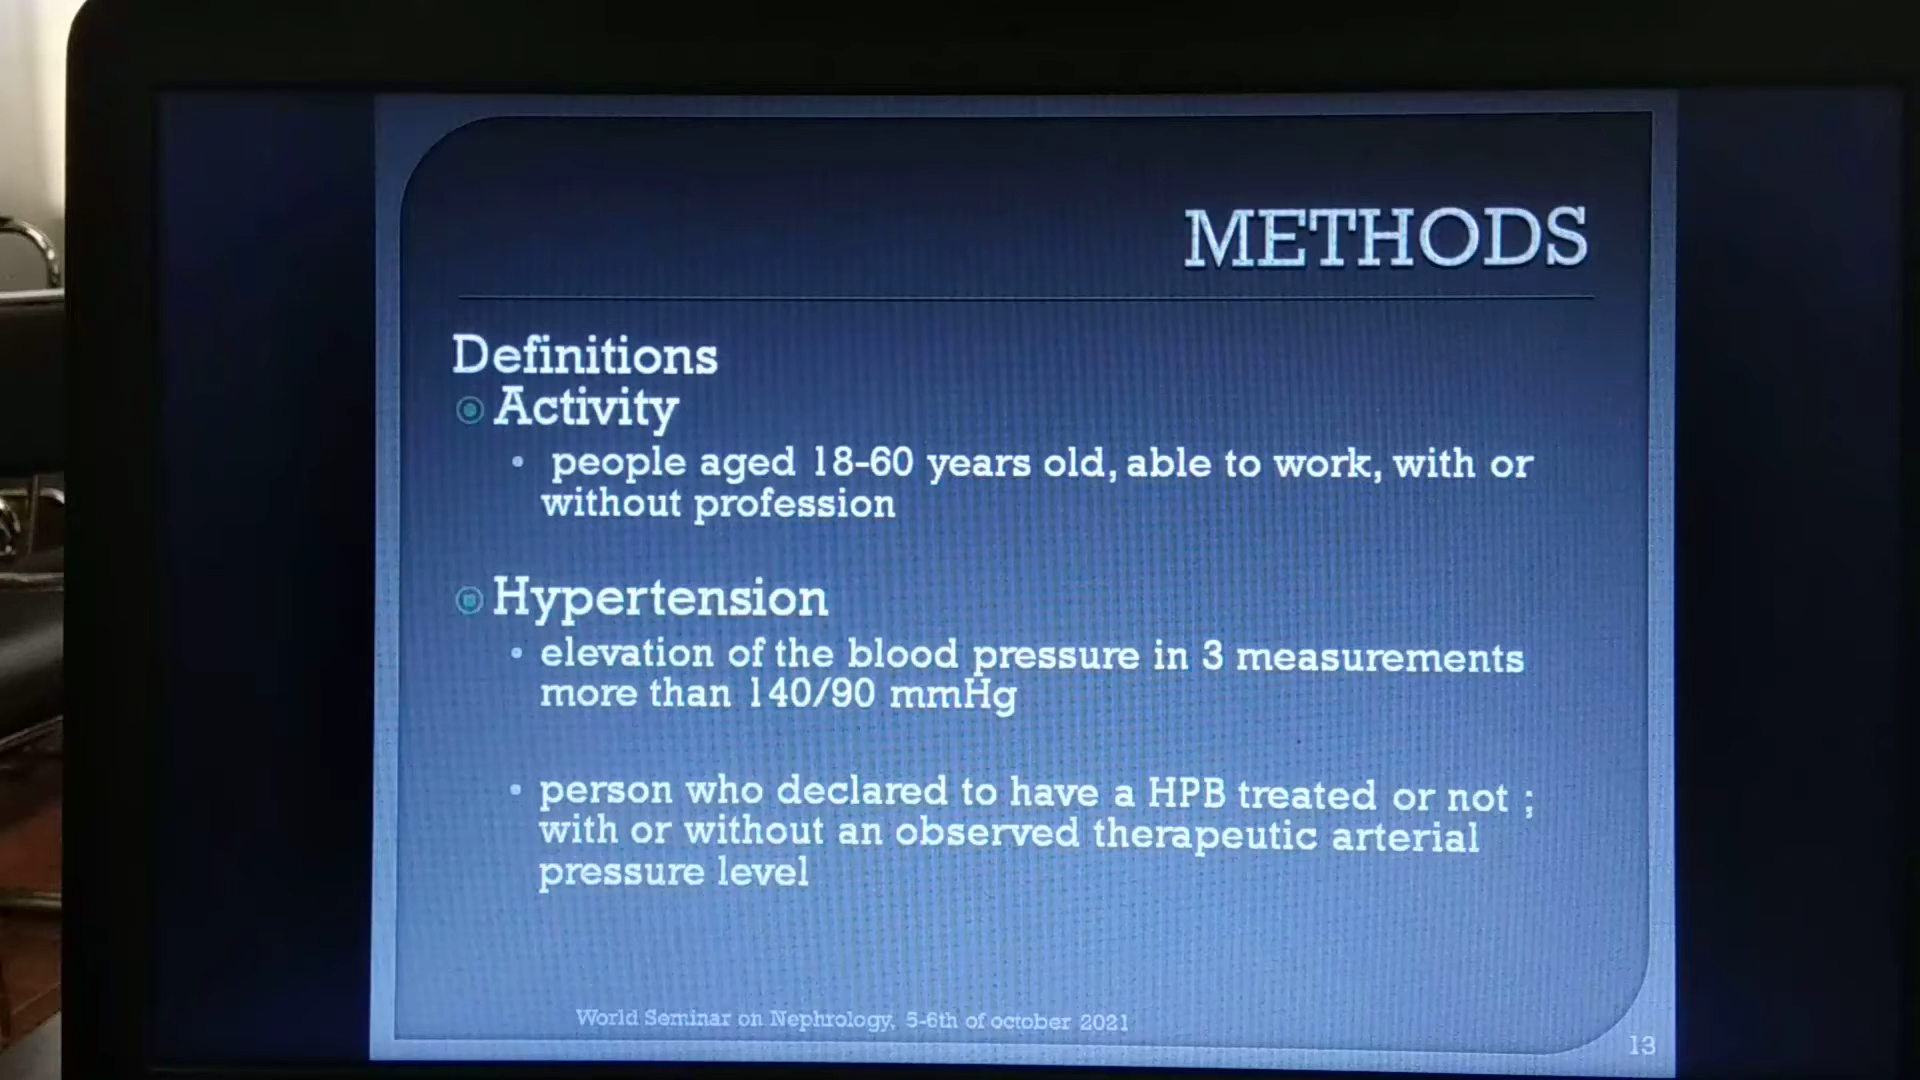 METHODS
Definitions
Activity
people aged 18-60 years old, able to work, with or
without profession
Hypertension
elevation of the blood pressure in 3 measurements
more than 140/90 mmHg
person who declared to have a HPB treated or not ;
with or without an observed therapeutic arterial
pressure level
World Seminar on Nephrology, 5-6th of october 2021
13